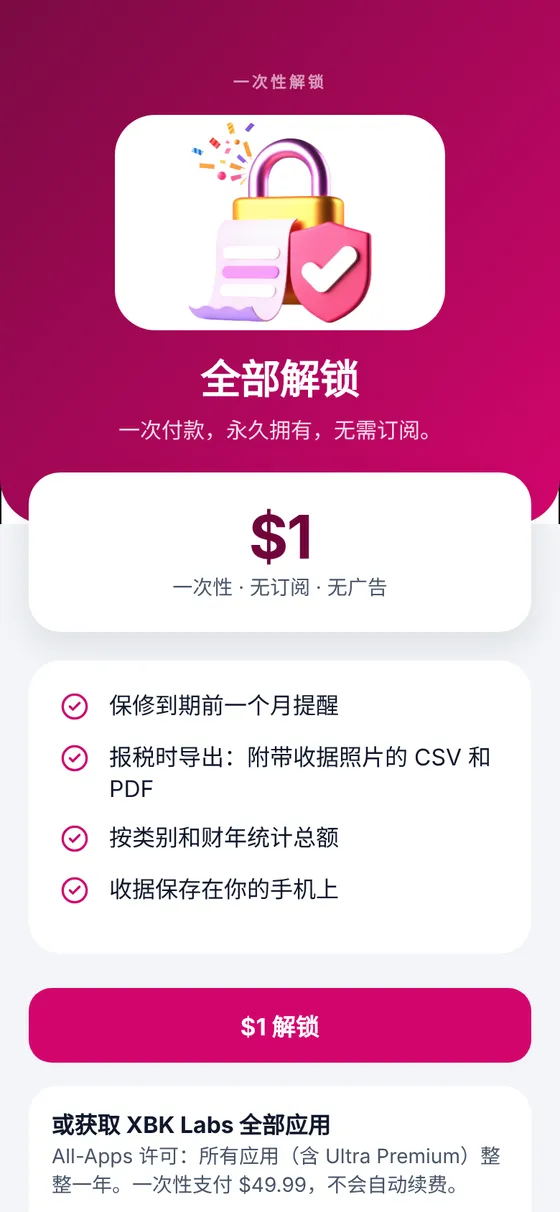 一次性解锁
全部解锁
一次付款，永久拥有，无需订阅。
$1
一次性 · 无订阅 · 无广告
保修到期前一个月提醒
报税时导出：附带收据照片的 CSV 和
PDF
按类别和财年统计总额
收据保存在你的手机上
$1 解锁
或获取 XBK Labs 全部应用
All-Apps 许可：所有应用（含 Ultra Premium）整
整一年。一次性支付 $49.99，不会自动续费。